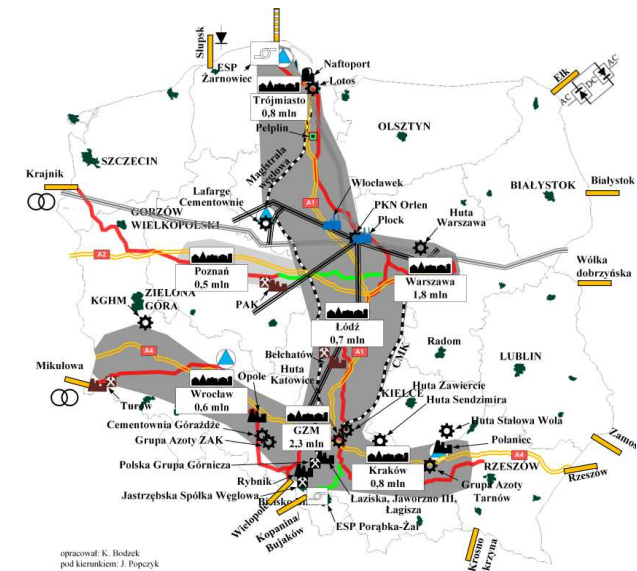 Słupsk
ESP
Żarnowiec
Naftoport
Lotos
Trójmiasto
0,8 mln
Ełk
AC
DC
AC
Pelplin
OLSZTYN
SZCZECIN
Magistrala
węglowa
Krajnik
Lafarge
Cementownie
A1
Włocławek
BIAŁYSTOK
Białystok
PKN Orlen
Płock
GORZÓW
WIELKOPOLSKI
Huta
Warszawa
A2
Poznań
0,5 mln
Warszawa
1,8 mln
Wólka
dobrzyńska
PAK
ZIELONA
GÓRA
KGHM
Łódź
0,7 mln
Radom
A4
Bełchatów
A1
CMK
LUBLIN
Mikułowa
Huta
Katowice
Turów
Wrocław
0,6 mln
Opole
KIELCE
Huta Zawiercie
Huta Sendzimira
Cementownia Górażdże
Grupa Azoty ZAK
GZM
2,3 mln
Huta Stalowa Wola
Połaniec
Zamoś
Polska Grupa Górnicza
Kraków
0,8 mln
A4
RZESZÓW
Rzeszów
Rybnik
Jastrzębska Spółka Węglowa
Grupa Azoty
Tarnów
Łaziska, Jaworzno III,
Łagisza
Wielopole
Kopanina/
Bujaków
ESP Porąbka-Żar
Krosno
krzyna
opracował: K. Bodzek
pod kierunkiem: J. Popczyk